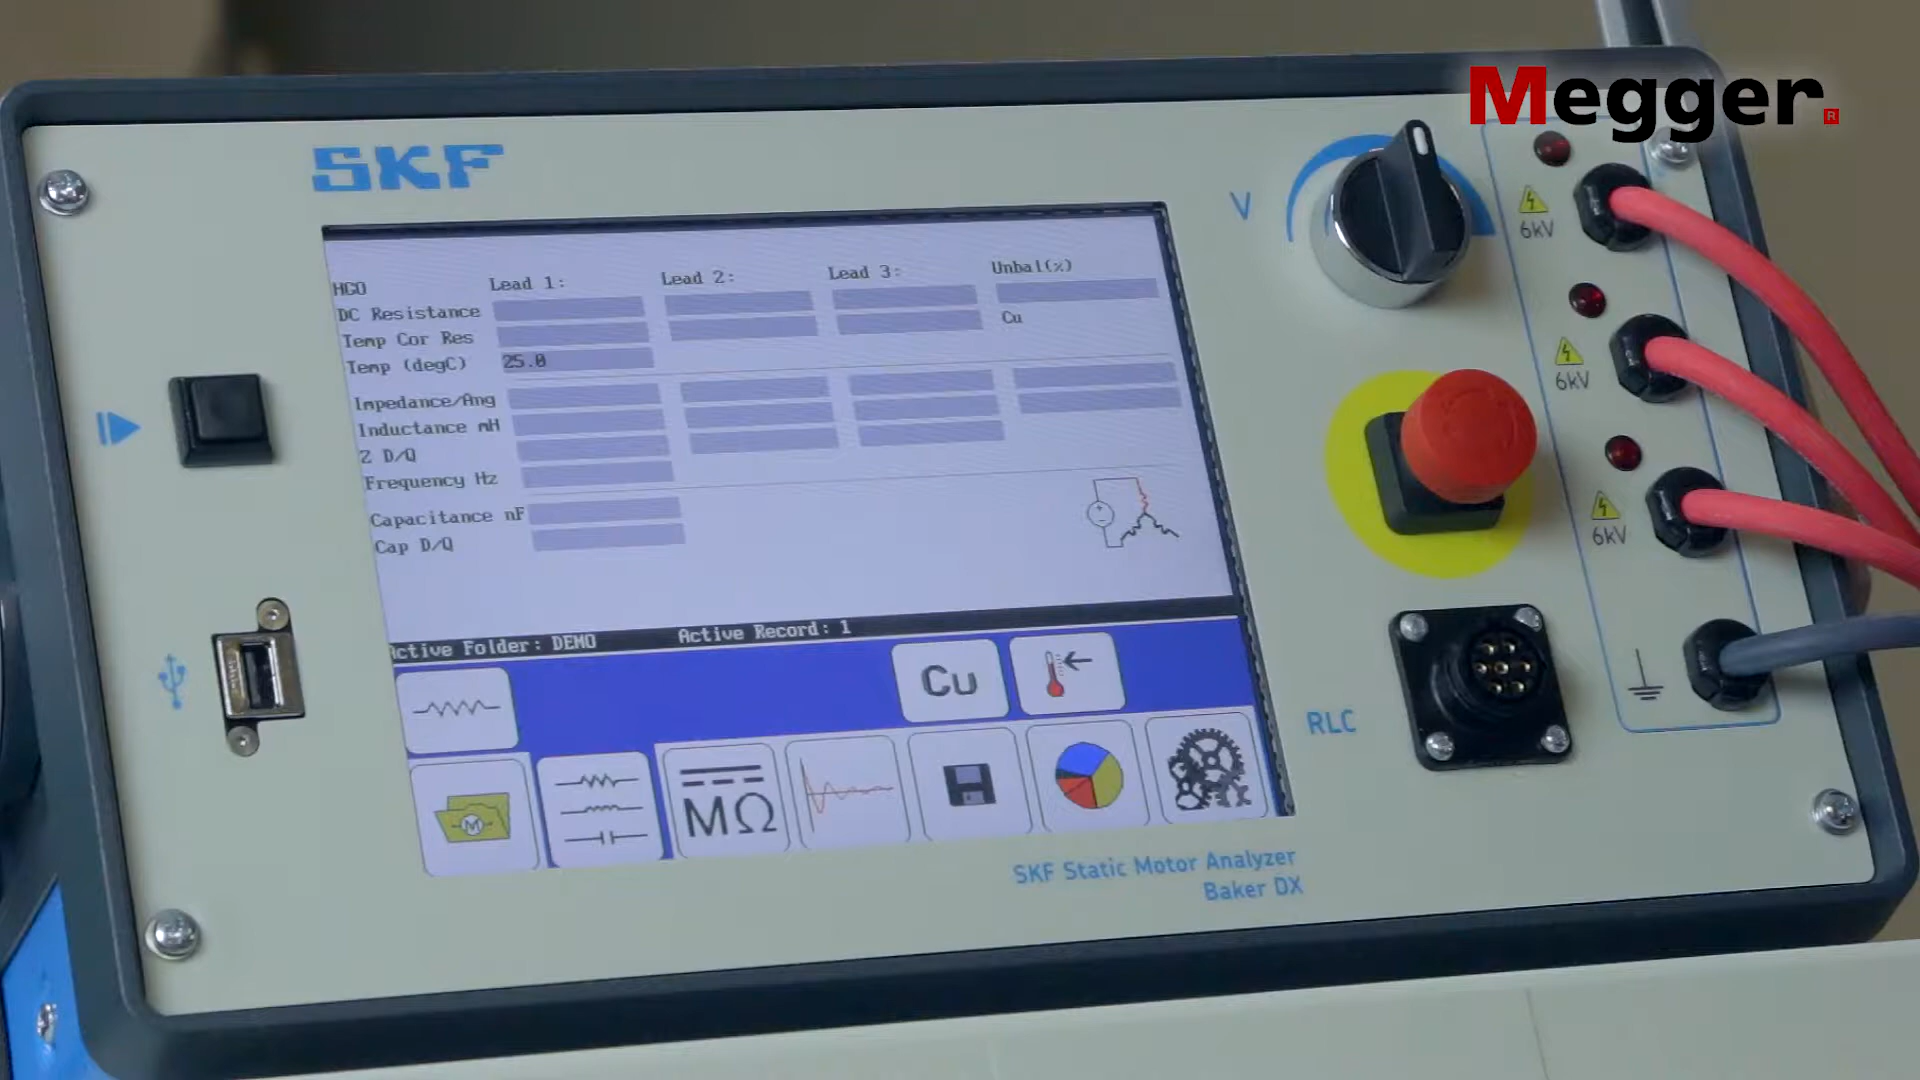 Megger.
SKF
V
6kV
6kV
6kV
HGO Lead 1: Lead 2: Lead 3: Unbal(%)
DC Resistance
Temp Cor Res Cu
Temp (degC) 25.0
Impedance/Ang
Inductance mH
Z D/Q
Frequency Hz
Capacitance nF
Cap D/Q
Active Folder: DEMO Active Record: 1
Cu
M
MΩ
RLC
SKF Static Motor Analyzer
Baker DX